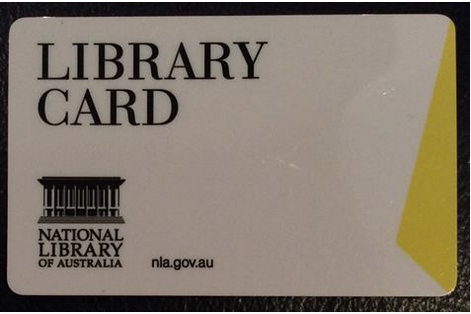 LIBRARY
CARD
NATIONAL
LIBRARY
OF AUSTRALIA
nla.gov.au